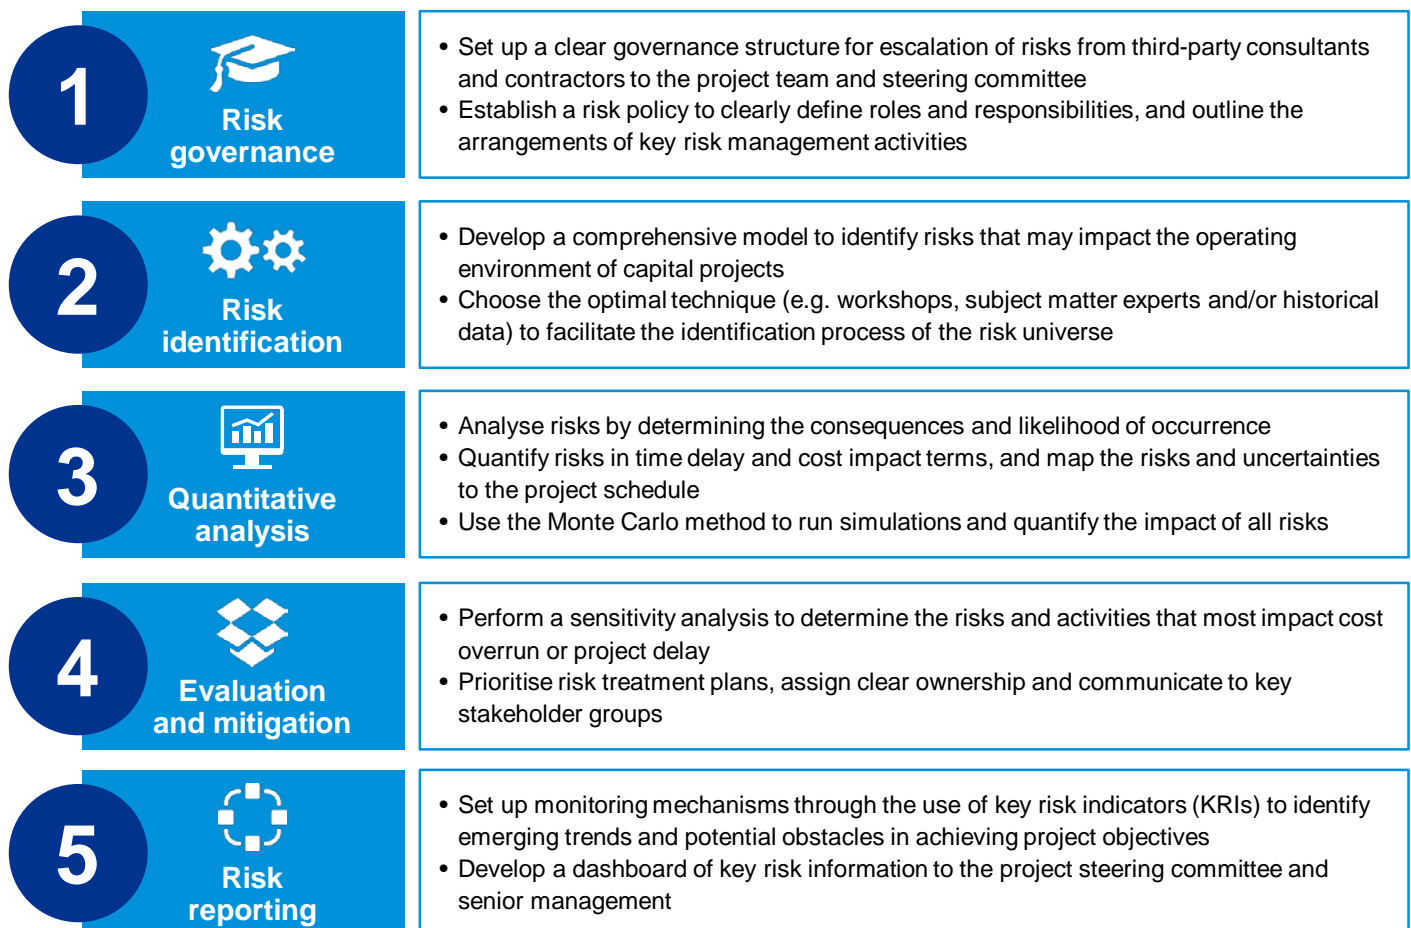 1
Risk
governance
• Set up a clear governance structure for escalation of risks from third-party consultants
and contractors to the project team and steering committee
• Establish a risk policy to clearly define roles and responsibilities, and outline the
arrangements of key risk management activities
2
Risk
identification
• Develop a comprehensive model to identify risks that may impact the operating
environment of capital projects
• Choose the optimal technique (e.g. workshops, subject matter experts and/or historical
data) to facilitate the identification process of the risk universe
3
Quantitative
analysis
• Analyse risks by determining the consequences and likelihood of occurrence
• Quantify risks in time delay and cost impact terms, and map the risks and uncertainties
to the project schedule
• Use the Monte Carlo method to run simulations and quantify the impact of all risks
4
Evaluation
and mitigation
• Perform a sensitivity analysis to determine the risks and activities that most impact cost
overrun or project delay
• Prioritise risk treatment plans, assign clear ownership and communicate to key
stakeholder groups
5
Risk
reporting
• Set up monitoring mechanisms through the use of key risk indicators (KRIs) to identify
emerging trends and potential obstacles in achieving project objectives
• Develop a dashboard of key risk information to the project steering committee and
senior management